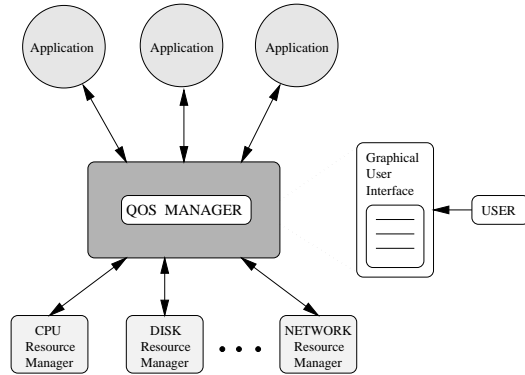 Application
Application
Application
Graphical
User
Interface
QOS MANAGER
USER
CPU
Resource
Manager
DISK
Resource
Manager
NETWORK
Resource
Manager